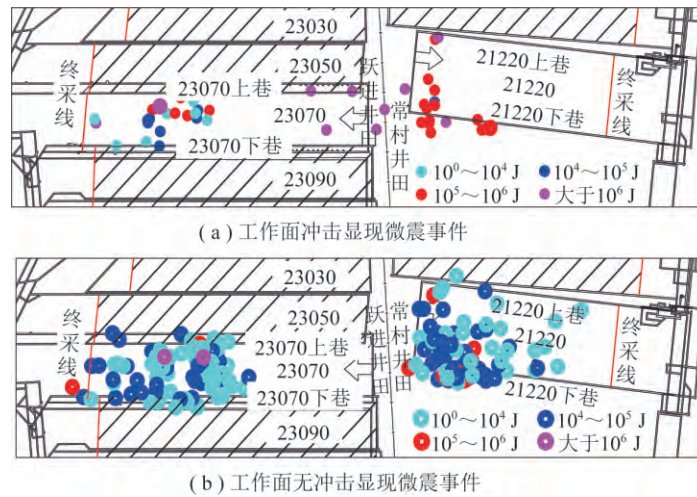 23030
23050
终采线
23070上巷
23070
23070下巷
23090
跃进井田
常村井田
21220上巷
21220
21220下巷
终采线
10⁰～10⁴ J
10⁴～10⁵ J
10⁵～10⁶ J
大于10⁶ J
( a ) 工作面冲击显现微震事件
23030
23050
终采线
23070上巷
23070
23070下巷
23090
跃进井田
常村井田
21220上巷
21220
21220下巷
终采线
10⁰～10⁴ J
10⁴～10⁵ J
10⁵～10⁶ J
大于10⁶ J
( b ) 工作面无冲击显现微震事件